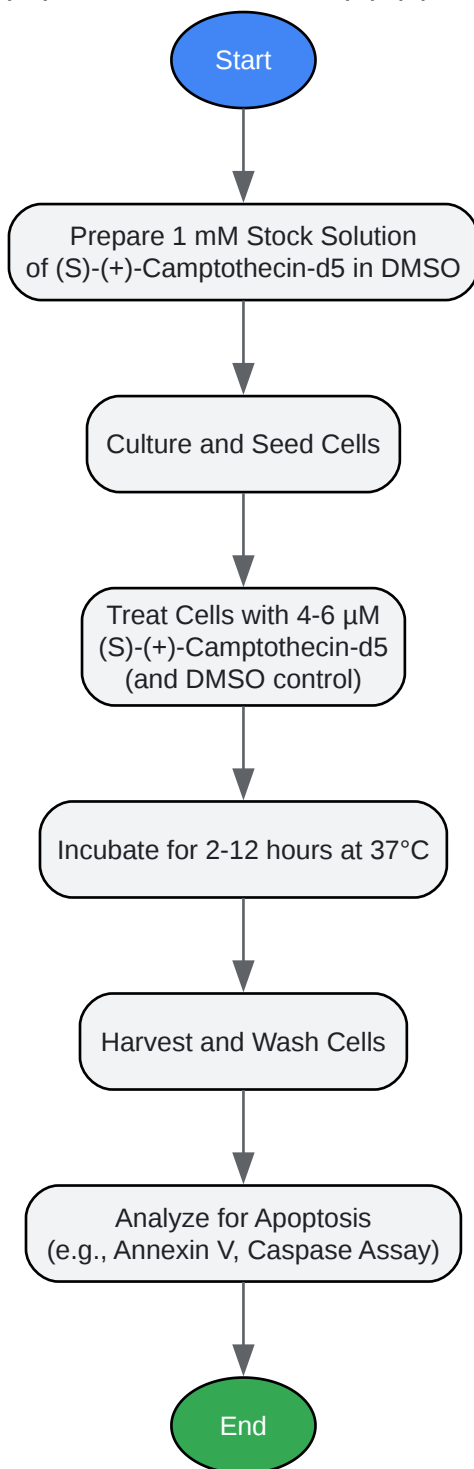 Start
Prepare 1 mM Stock Solution
of (S)-(+)-Camptothecin-d5 in DMSO
Culture and Seed Cells
Treat Cells with 4-6 µM
(S)-(+)-Camptothecin-d5
(and DMSO control)
Incubate for 2-12 hours at 37°C
Harvest and Wash Cells
Analyze for Apoptosis
(e.g., Annexin V, Caspase Assay)
End